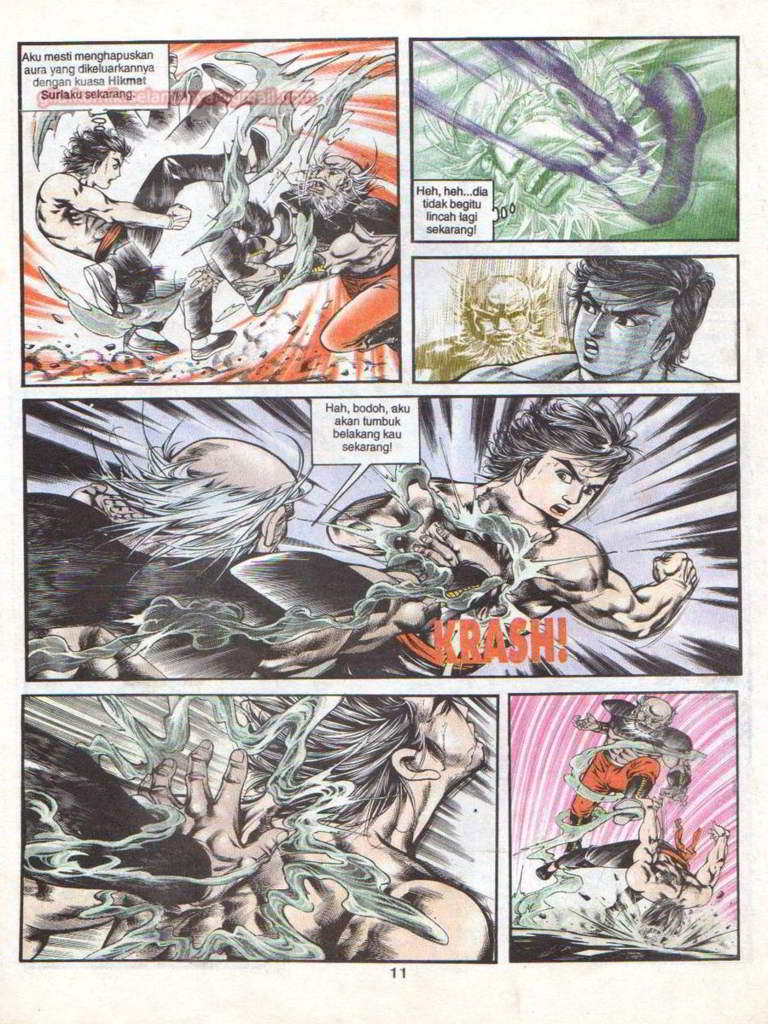 Aku mesti menghapuskan
aura yang dikeluarkannya
dengan kuasa Hikmat
Suriaku sekarang.
Heh, heh...dia
tidak begitu
lincah lagi
sekarang!
Hah, bodoh, aku
akan tumbuk
belakang kau
sekarang!
KRASH!
11